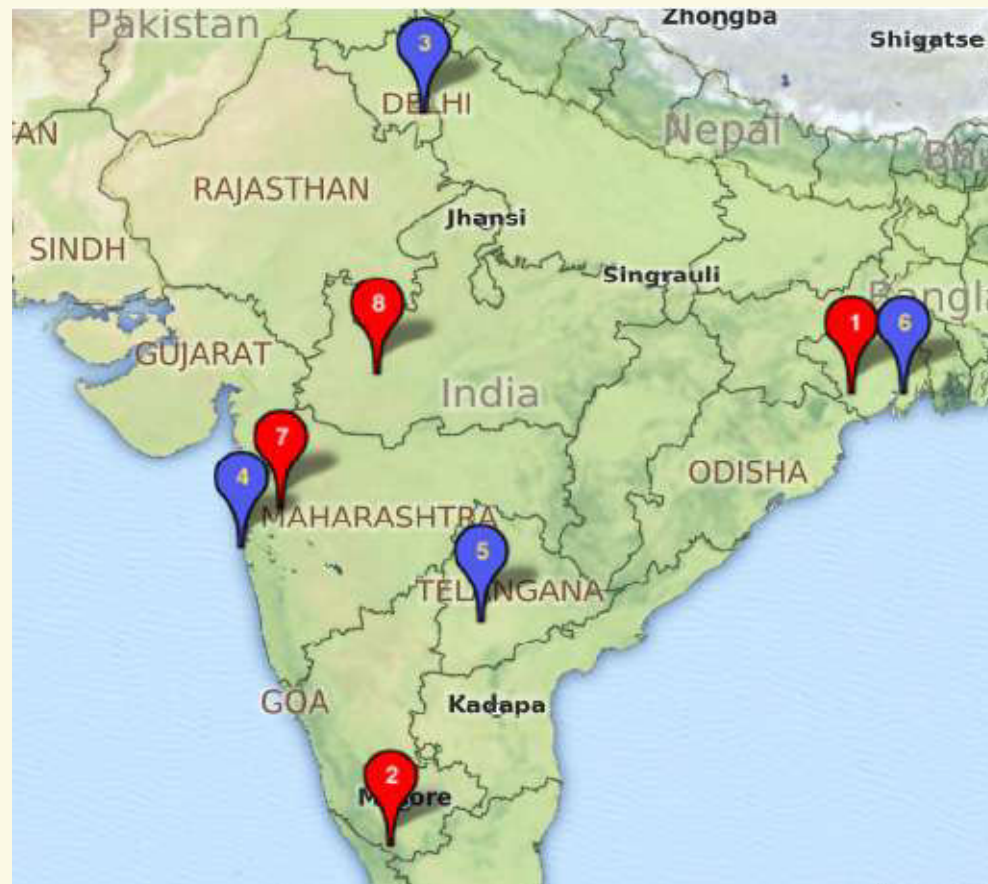 Pakistan
Zhongba
Shigatse
3
DELHI
Nepal
RAJASTHAN
Jhansi
SINDH
Singrauli
8
1
6
GUJARAT
India
7
4
ODISHA
MAHARASHTRA
5
TELANGANA
GOA
Kadapa
2